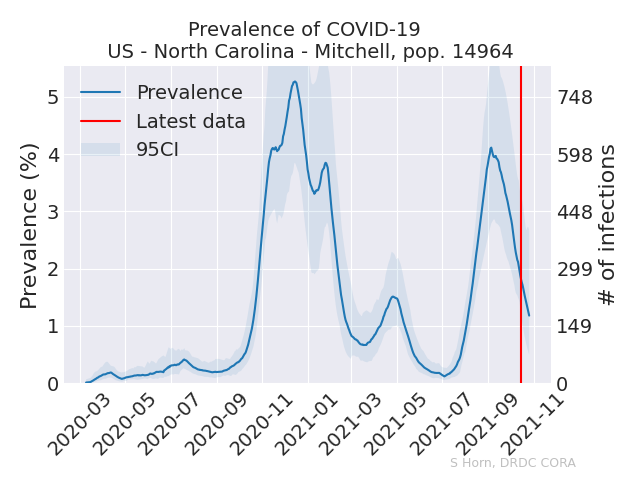 Prevalence of COVID-19
US - North Carolina - Mitchell, pop. 14964
Prevalence
Latest data
95CI
Prevalence (%)
5
4
3
2
1
0
748
598
448
299
149
0
# of infections
2020-03
2020-05
2020-07
2020-09
2020-11
2021-01
2021-03
2021-05
2021-07
2021-09
2021-11
S Horn, DRDC CORA